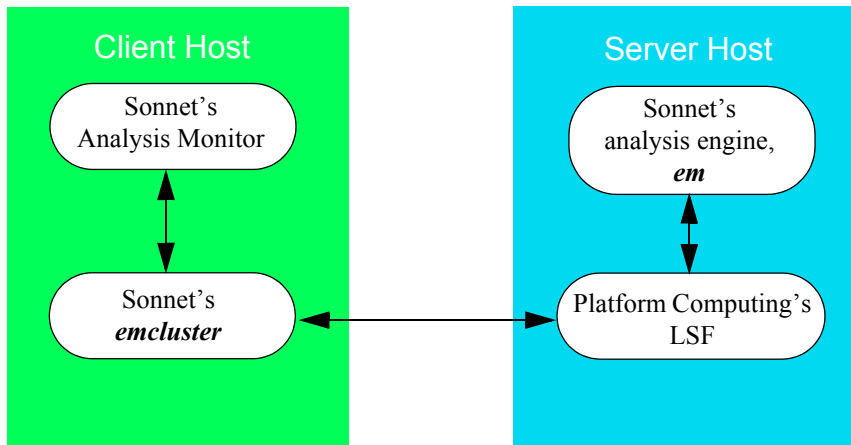 Client Host
Sonnet's
Analysis Monitor
Sonnet's
emcluster
Server Host
Sonnet's
analysis engine,
em
Platform Computing's
LSF